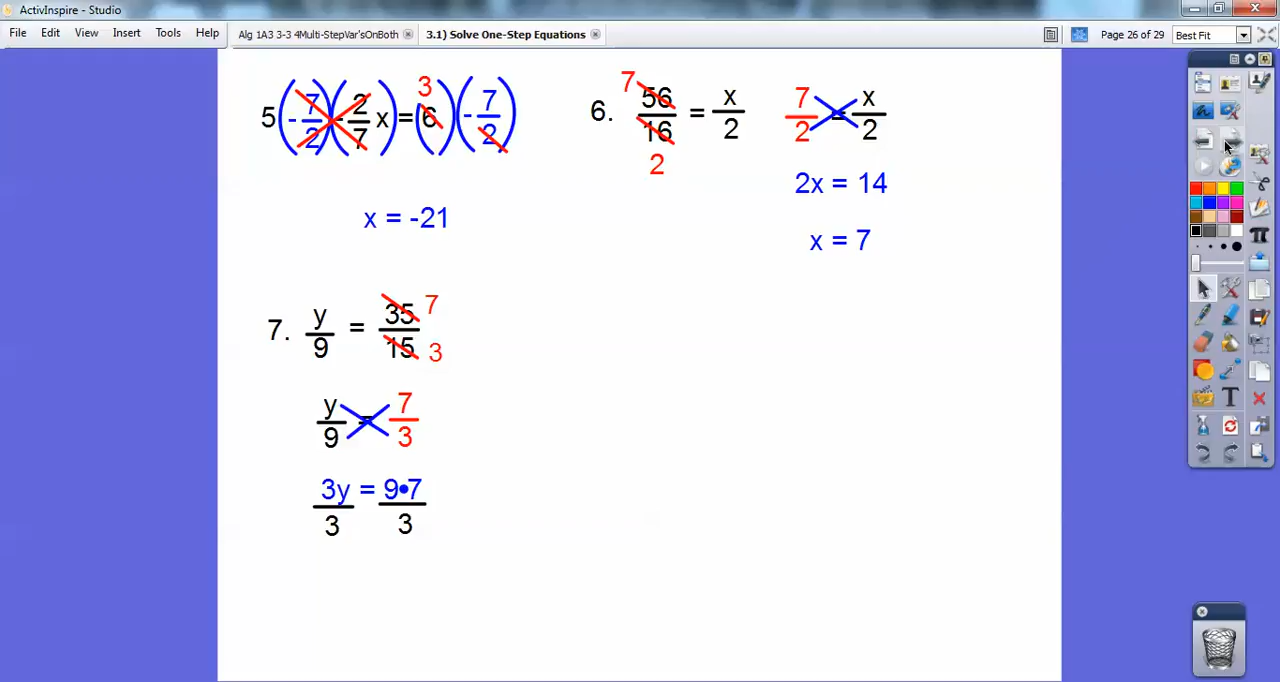 ActivInspire - Studio
File Edit View Insert Tools Help
Alg 1A3 3-3 4Multi-StepVar'sOnBoth
3.1) Solve One-Step Equations
Page 26 of 29
Best Fit
5(-7/2)(-2/7 x) = (6)(-7/2)
3
x = -21
6. 56/16 = x/2
7
2
7/2 = x/2
2x = 14
x = 7
7. y/9 = 35/15
7
3
y/9 = 7/3
3y = 9•7
3 3